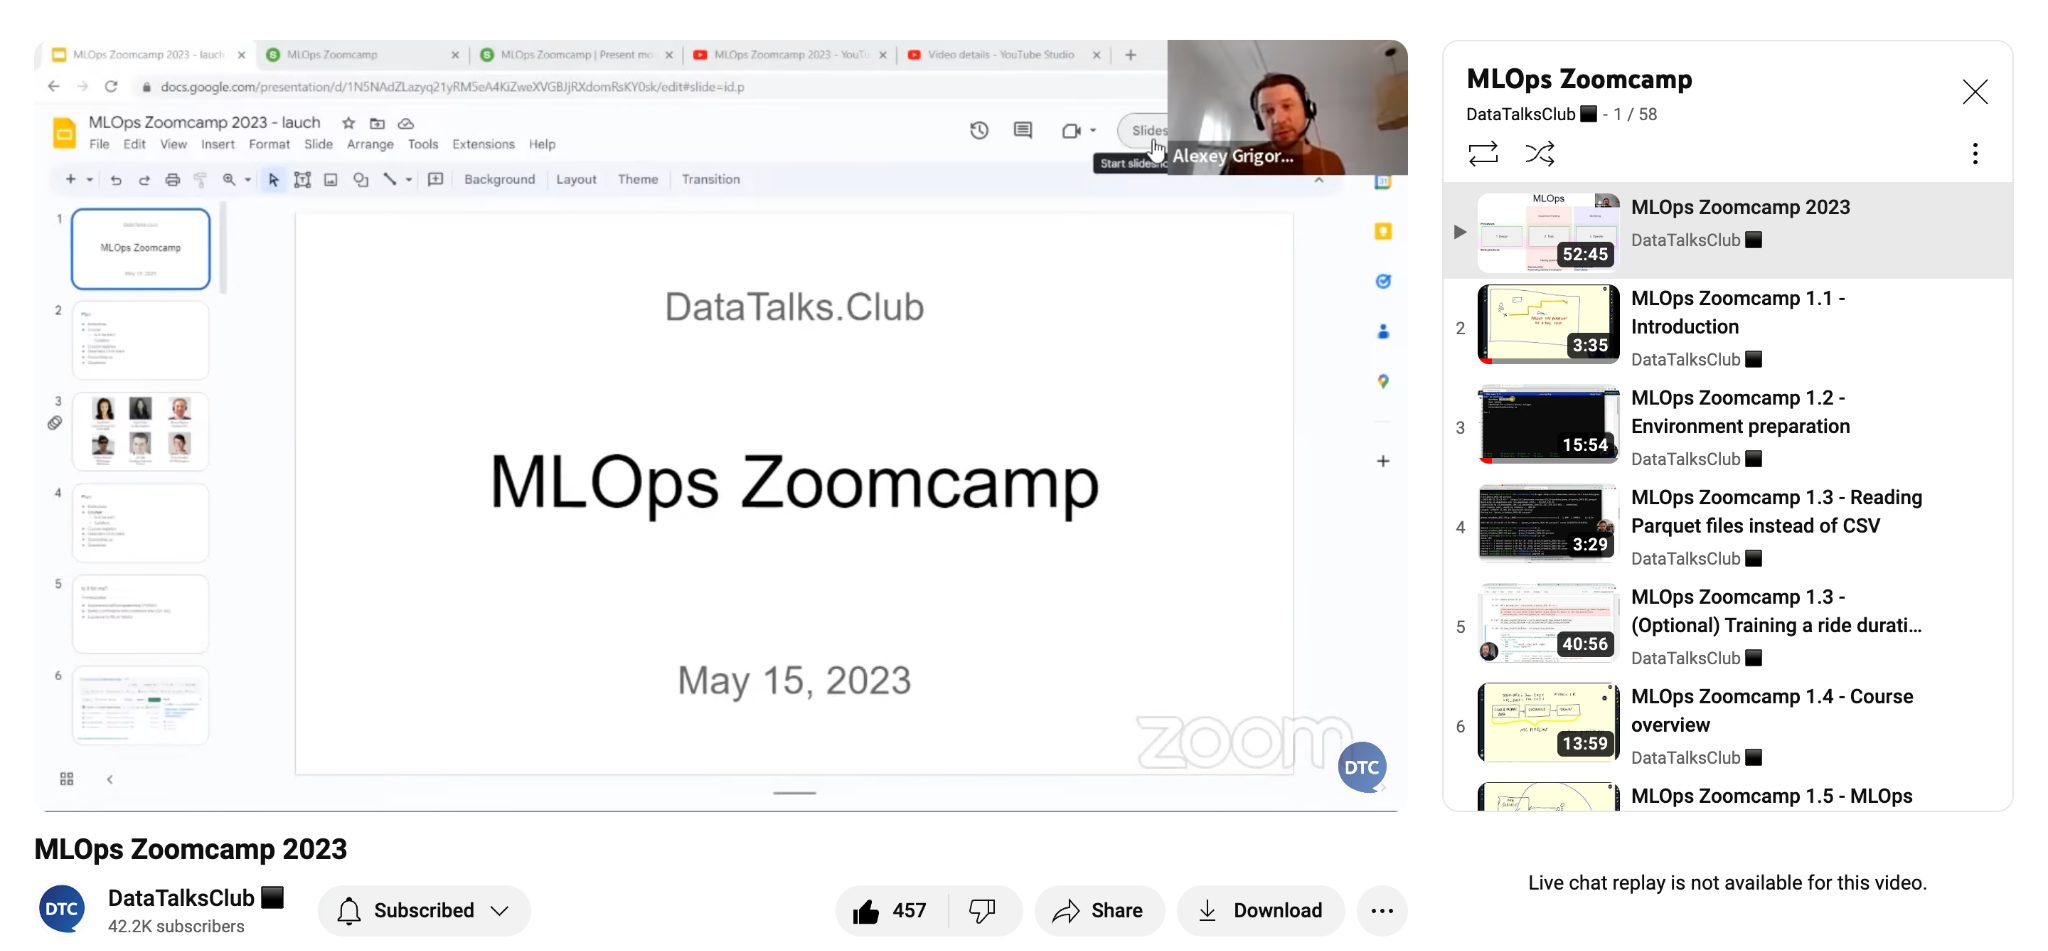 MLOps Zoomcamp 2023 - lauch
MLOps Zoomcamp
MLOps Zoomcamp | Present mo
MLOps Zoomcamp 2023 - YouTu
Video details - YouTube Studio
docs.google.com/presentation/d/1N5NAdZLazyq21yRM5eA4KiZweXVGBJjRXdomRsKY0sk/edit#slide=id.p
MLOps Zoomcamp 2023 - lauch
File Edit View Insert Format Slide Arrange Tools Extensions Help
Slides
Start slidesho
Alexey Grigor...
Background Layout Theme Transition
1
MLOps Zoomcamp
2
3
4
5
6
DataTalks.Club
MLOps Zoomcamp
May 15, 2023
zoom
DTC
MLOps Zoomcamp 2023
DTC
DataTalksClub
42.2K subscribers
Subscribed
457
Share
Download
MLOps Zoomcamp
DataTalksClub - 1 / 58
MLOps
52:45
MLOps Zoomcamp 2023
DataTalksClub
2
3:35
MLOps Zoomcamp 1.1 -
Introduction
DataTalksClub
3
15:54
MLOps Zoomcamp 1.2 -
Environment preparation
DataTalksClub
4
3:29
MLOps Zoomcamp 1.3 - Reading
Parquet files instead of CSV
DataTalksClub
5
40:56
MLOps Zoomcamp 1.3 -
(Optional) Training a ride durati...
DataTalksClub
6
13:59
MLOps Zoomcamp 1.4 - Course
overview
DataTalksClub
MLOps Zoomcamp 1.5 - MLOps
Live chat replay is not available for this video.